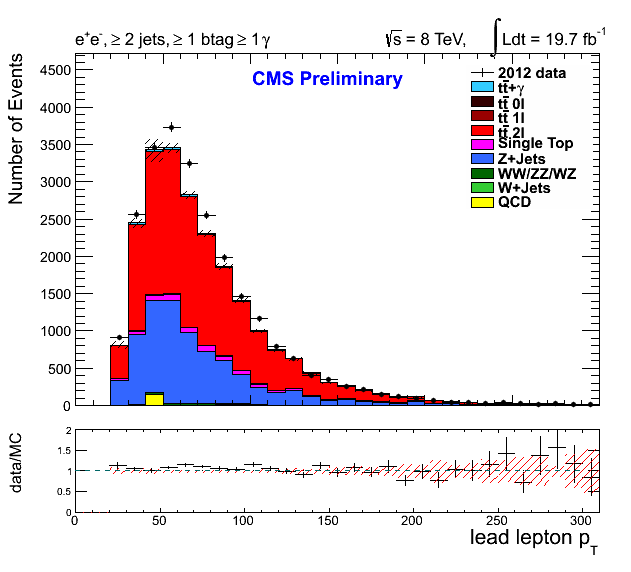 e⁺e⁻, ≥ 2 jets, ≥ 1 btag ≥ 1 γ √s = 8 TeV, ∫ Ldt = 19.7 fb⁻¹
CMS Preliminary
2012 data
tt̄+γ
tt̄ 0l
tt̄ 1l
tt̄ 2l
Single Top
Z+Jets
WW/ZZ/WZ
W+Jets
QCD
Number of Events
4500
4000
3500
3000
2500
2000
1500
1000
500
0
data/MC
2
1.5
1
0.5
0
0 50 100 150 200 250 300
lead lepton p_T